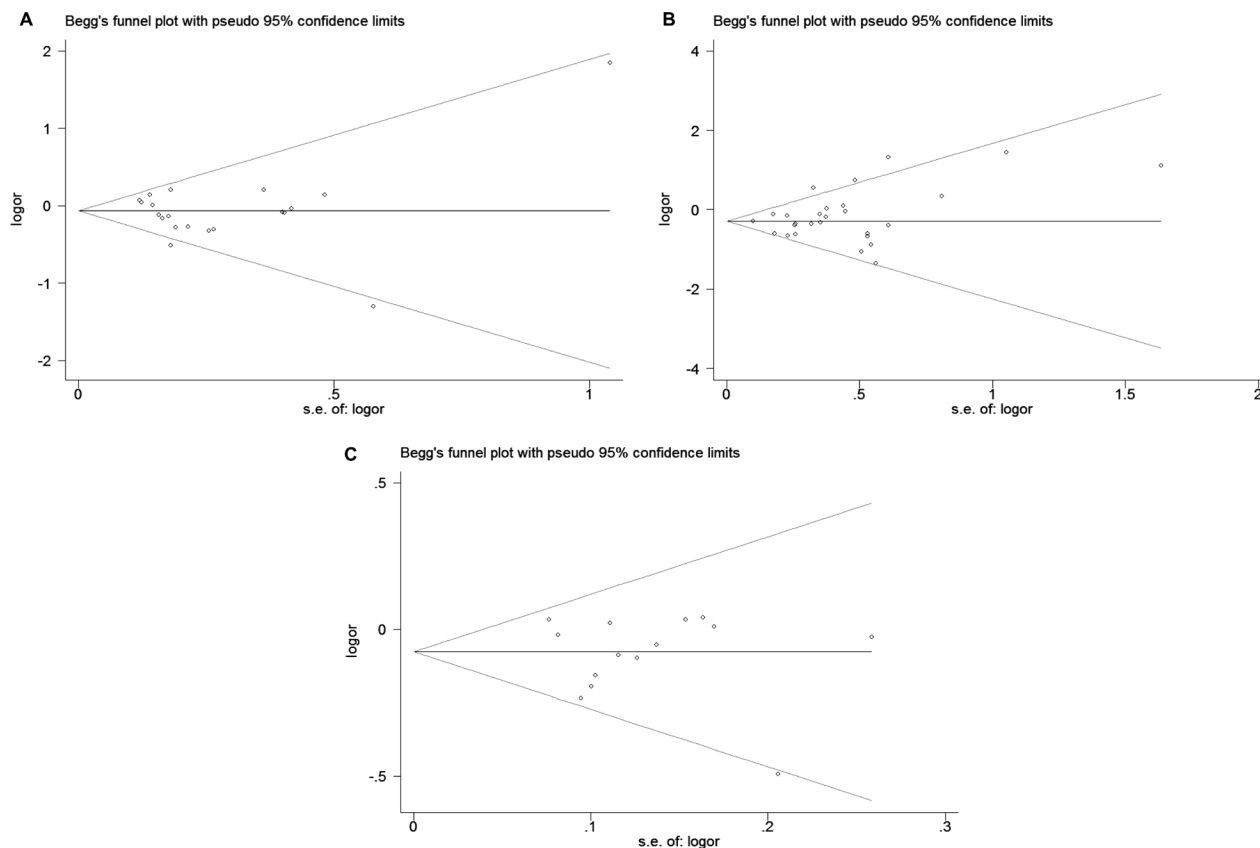 A
Begg's funnel plot with pseudo 95% confidence limits
2
1
0
-1
-2
logor
0
.5
1
s.e. of: logor
B
Begg's funnel plot with pseudo 95% confidence limits
4
2
0
-2
-4
logor
0
.5
1
1.5
2
s.e. of: logor
C
Begg's funnel plot with pseudo 95% confidence limits
.5
0
-.5
logor
0
.1
.2
.3
s.e. of: logor